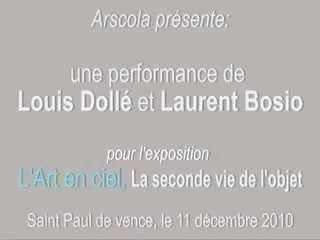 Arscola présente:
une performance de
Louis Dollé et Laurent Bosio
pour l'exposition
L'Art en ciel, La seconde vie de l'objet
Saint Paul de vence, le 11 décembre 2010